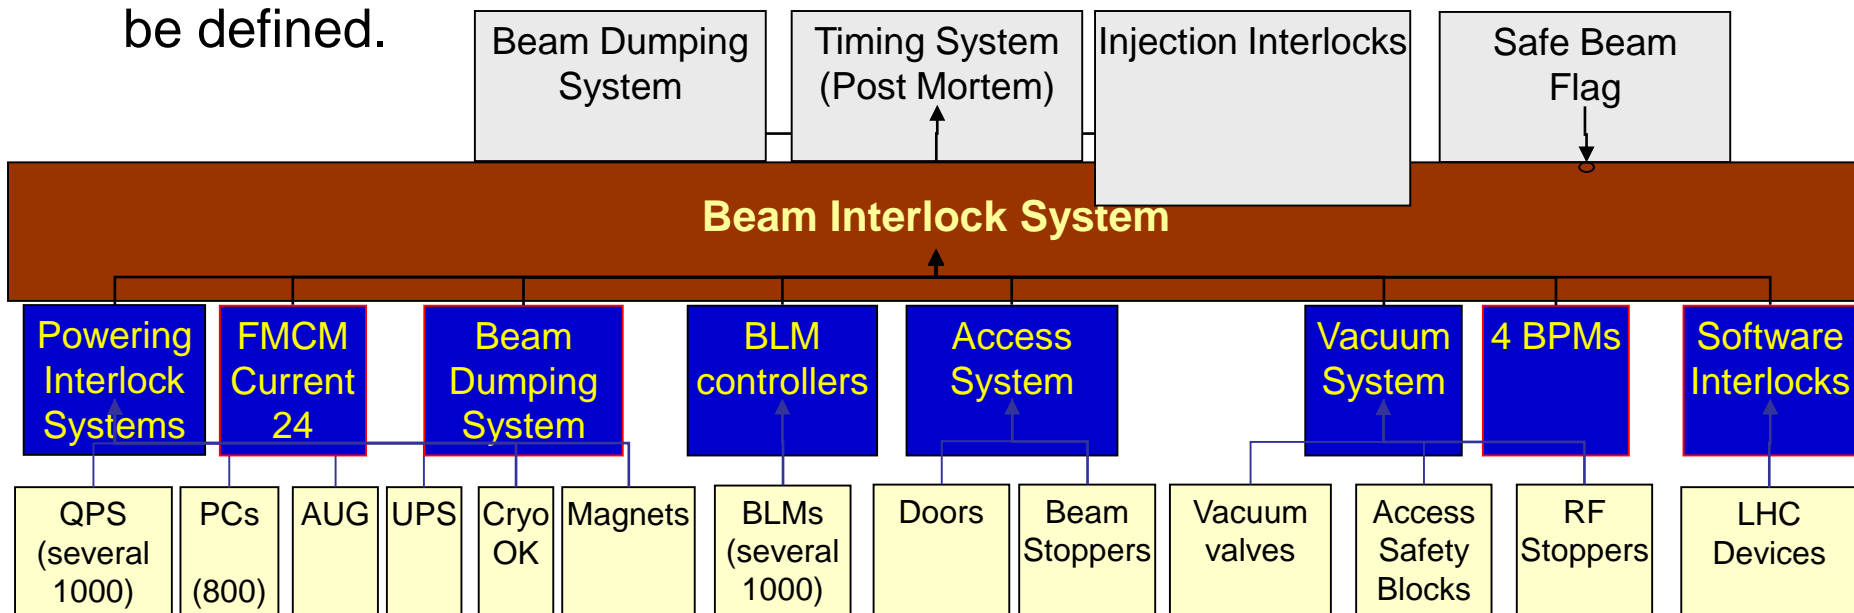 be defined.
Beam Dumping
System
Timing System
(Post Mortem)
Injection Interlocks
Safe Beam
Flag
Beam Interlock System
Powering
Interlock
Systems
FMCM
Current
24
Beam
Dumping
System
BLM
controllers
Access
System
Vacuum
System
4 BPMs
Software
Interlocks
QPS
(several
1000)
PCs
(800)
AUG
UPS
Cryo
OK
Magnets
BLMs
(several
1000)
Doors
Beam
Stoppers
Vacuum
valves
Access
Safety
Blocks
RF
Stoppers
LHC
Devices